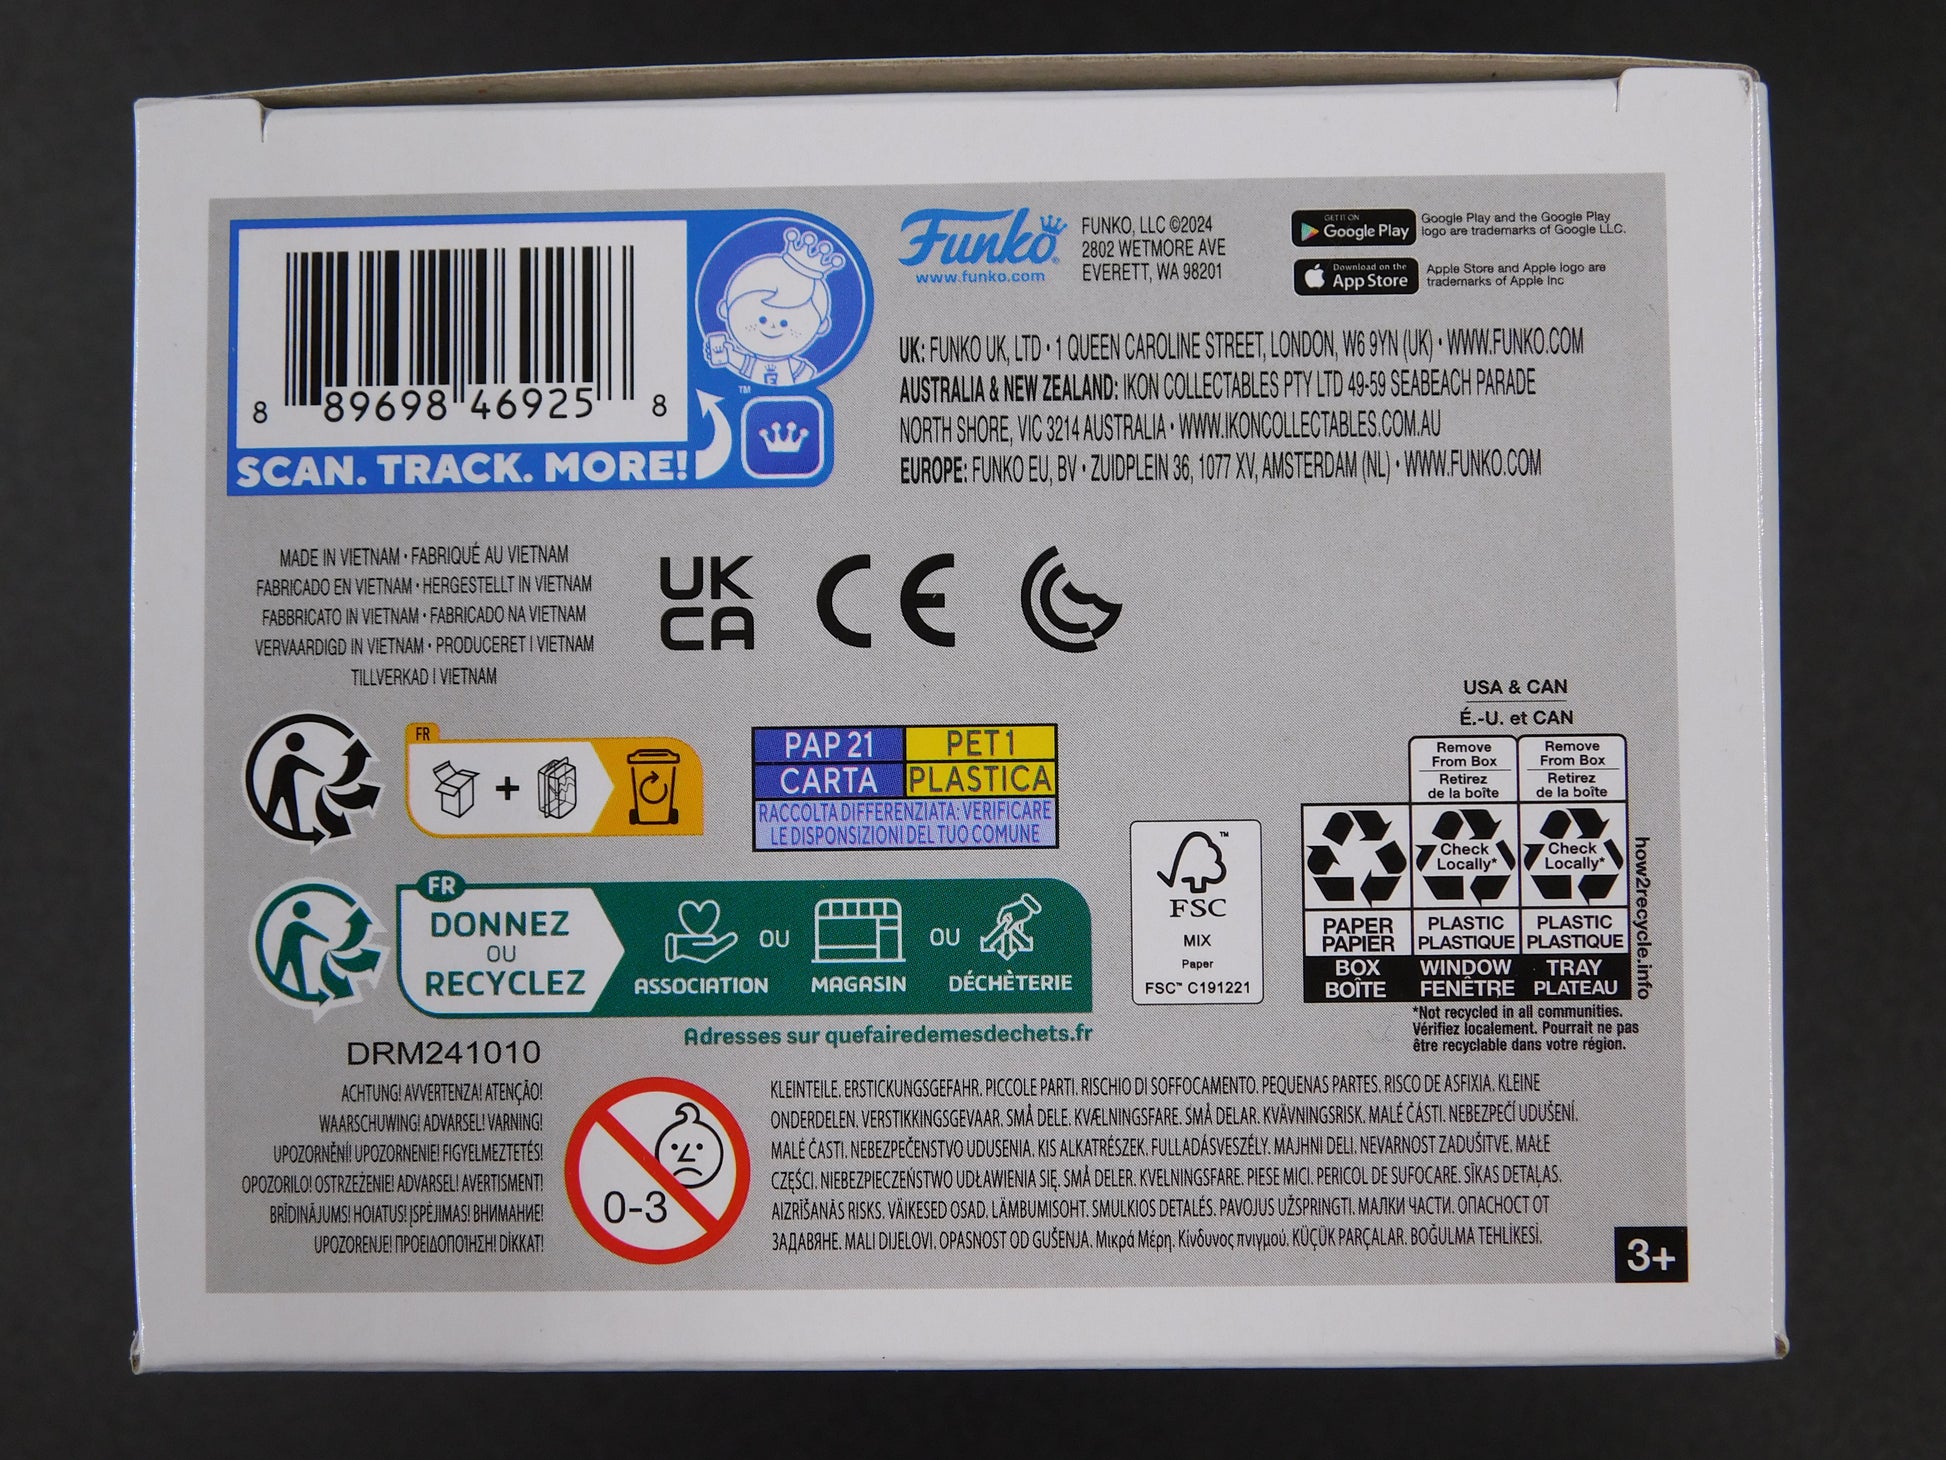 8 89698 46925 8
SCAN. TRACK. MORE!
™
Funko
www.funko.com
FUNKO, LLC ©2024
2802 WETMORE AVE
EVERETT, WA 98201
GET IT ON
Google Play
Google Play and the Google Play
logo are trademarks of Google LLC.
Download on the
App Store
Apple Store and Apple logo are
trademarks of Apple Inc
UK: FUNKO UK, LTD • 1 QUEEN CAROLINE STREET, LONDON, W6 9YN (UK) • WWW.FUNKO.COM
AUSTRALIA & NEW ZEALAND: IKON COLLECTABLES PTY LTD 49-59 SEABEACH PARADE
NORTH SHORE, VIC 3214 AUSTRALIA • WWW.IKONCOLLECTABLES.COM.AU
EUROPE: FUNKO EU, BV • ZUIDPLEIN 36, 1077 XV, AMSTERDAM (NL) • WWW.FUNKO.COM
MADE IN VIETNAM • FABRIQUÉ AU VIETNAM
FABRICADO EN VIETNAM • HERGESTELLT IN VIETNAM
FABBRICATO IN VIETNAM • FABRICADO NA VIETNAM
VERVAARDIGD IN VIETNAM • PRODUCERET I VIETNAM
TILLVERKAD I VIETNAM
UK
CA
CE
FR
PAP 21
PET 1
CARTA
PLASTICA
RACCOLTA DIFFERENZIATA: VERIFICARE
LE DISPONSIZIONI DEL TUO COMUNE
FR
DONNEZ
OU
RECYCLEZ
ASSOCIATION
OU
MAGASIN
OU
DÉCHÈTERIE
Adresses sur quefairedemesdechets.fr
™
FSC
MIX
Paper
FSC™ C191221
USA & CAN
É.-U. et CAN
Remove
From Box
Retirez
de la boîte
Remove
From Box
Retirez
de la boîte
Check
Locally*
Check
Locally*
PAPER
PAPIER
PLASTIC
PLASTIQUE
PLASTIC
PLASTIQUE
BOX
BOÎTE
WINDOW
FENÊTRE
TRAY
PLATEAU
how2recycle.info
*Not recycled in all communities.
Vérifiez localement. Pourrait ne pas
être recyclable dans votre région.
DRM241010
ACHTUNG! AVVERTENZA! ATENÇÃO!
WAARSCHUWING! ADVARSEL! VARNING!
UPOZORNĚNÍ! UPOZORNENIE! FIGYELMEZTETÉS!
OPOZORILO! OSTRZEŻENIE! ADVARSEL! AVERTISMENT!
BRĪDINĀJUMS! HOIATUS! ĮSPĖJIMAS! ВНИМАНИЕ!
UPOZORENJE! ΠΡΟΕΙΔΟΠΟΊΗΣΗ! DİKKAT!
0-3
KLEINTEILE. ERSTICKUNGSGEFAHR. PICCOLE PARTI. RISCHIO DI SOFFOCAMENTO. PEQUENAS PARTES. RISCO DE ASFIXIA. KLEINE
ONDERDELEN. VERSTIKKINGSGEVAAR. SMÅ DELE. KVÆLNINGSFARE. SMÅ DELAR. KVÄVNINGSRISK. MALÉ ČÁSTI. NEBEZPEČÍ UDUŠENÍ.
MALÉ ČASTI. NEBEZPEČENSTVO UDUSENIA. KIS ALKATRÉSZEK. FULLADÁSVESZÉLY. MAJHNI DELI. NEVARNOST ZADUŠITVE. MAŁE
CZĘŚCI. NIEBEZPIECZEŃSTWO UDŁAWIENIA SIĘ. SMÅ DELER. KVELNINGSFARE. PIESE MICI. PERICOL DE SUFOCARE. SĪKAS DETAĻAS.
AIZRĪŠANĀS RISKS. VÄIKESED OSAD. LÄMBUMISOHT. SMULKIOS DETALĖS. PAVOJUS UŽSPRINGTI. МАЛКИ ЧАСТИ. ОПАСНОСТ ОТ
ЗАДАВЯНЕ. MALI DIJELOVI. OPASNOST OD GUŠENJA. Μικρά Μέρη. Κίνδυνος πνιγμού. KÜÇÜK PARÇALAR. BOĞULMA TEHLİKESİ.
3+